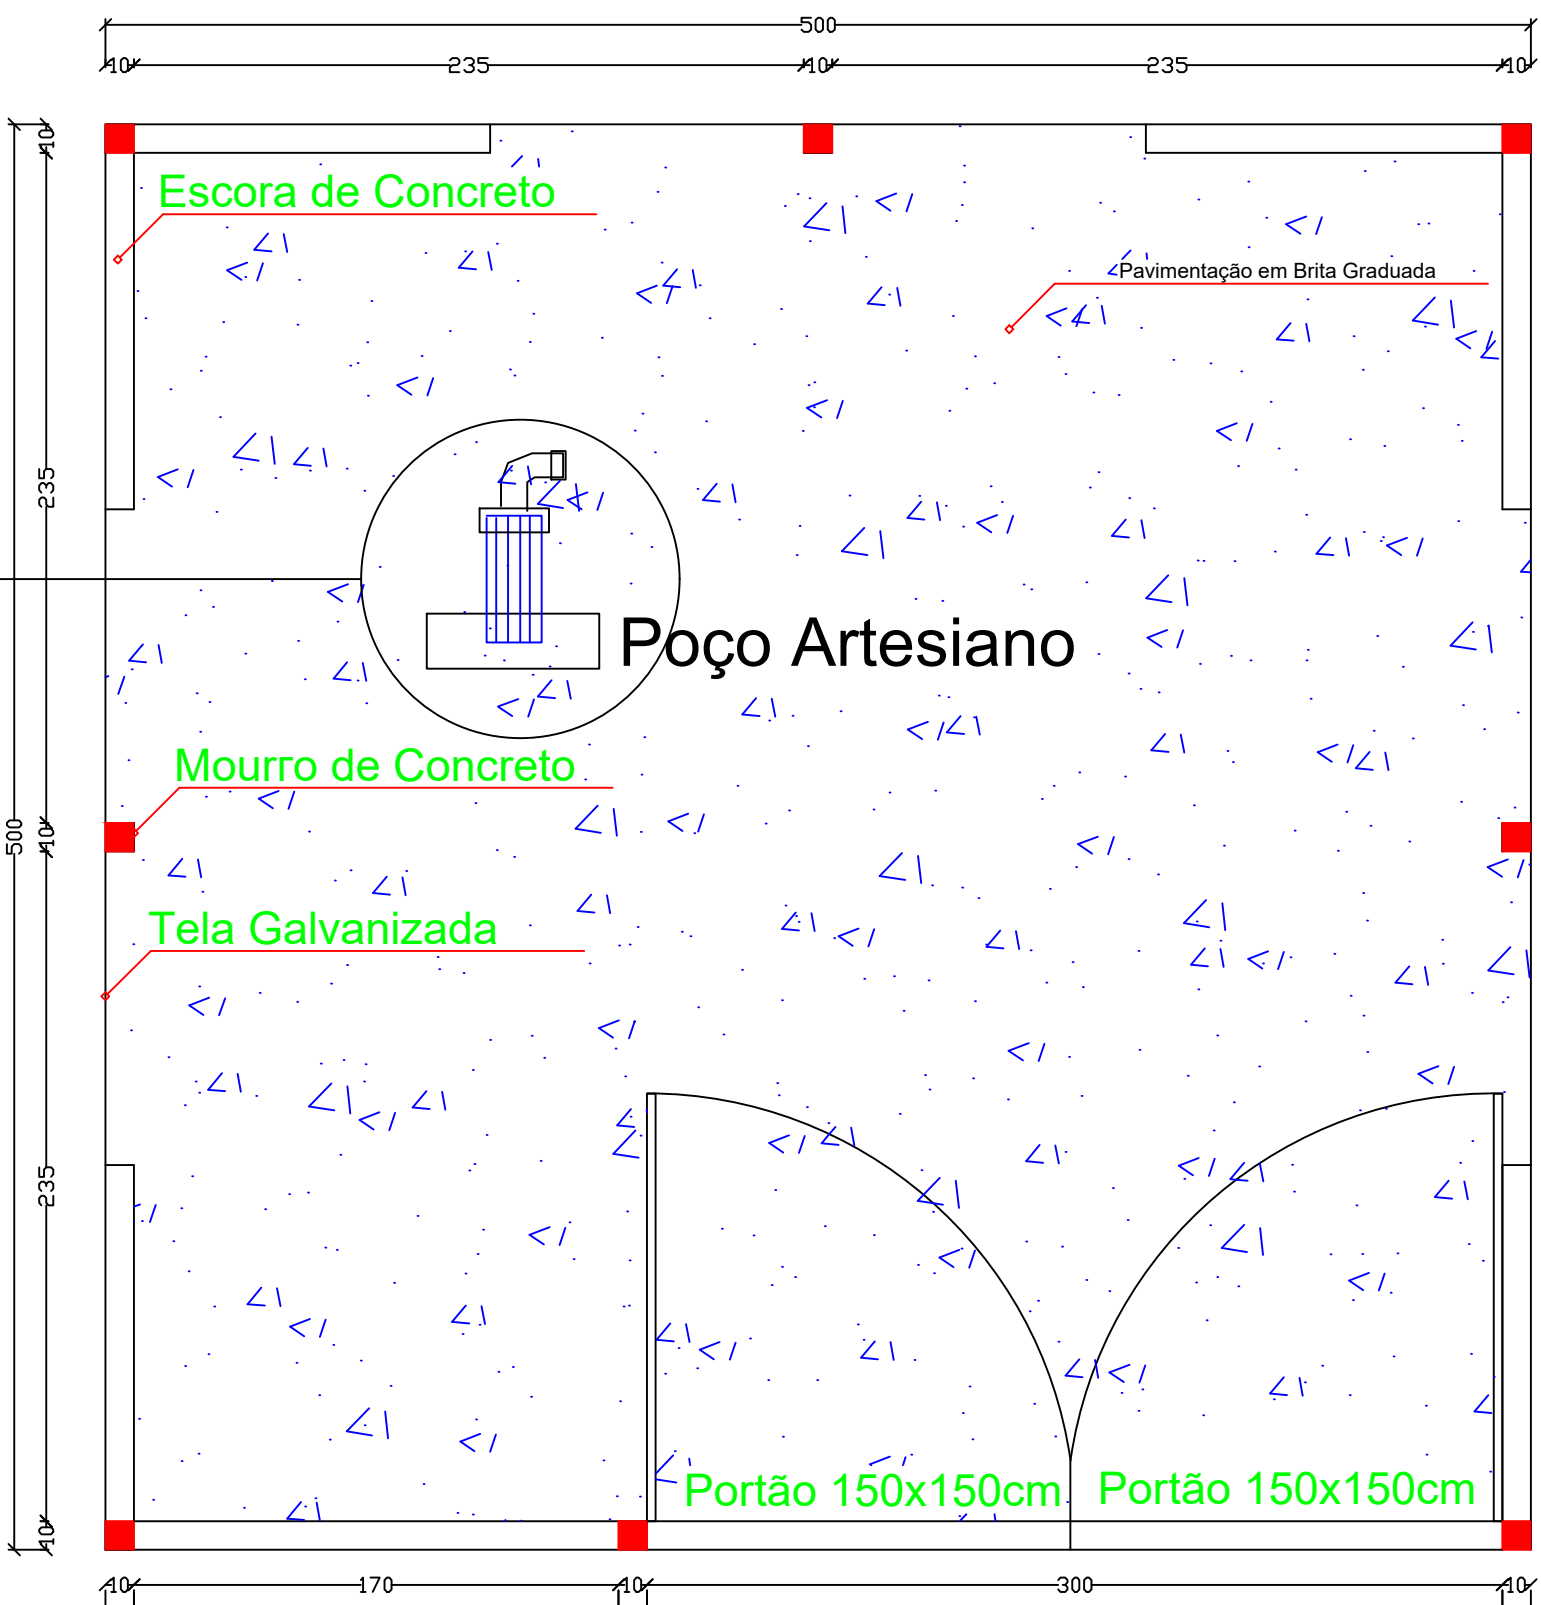 500
10 235 10 235 10
10
Escora de Concreto
Pavimentação em Brita Graduada
235
Poço Artesiano
Mourro de Concreto
500
10
Tela Galvanizada
235
Portão 150x150cm Portão 150x150cm
10
10 170 10 300 10